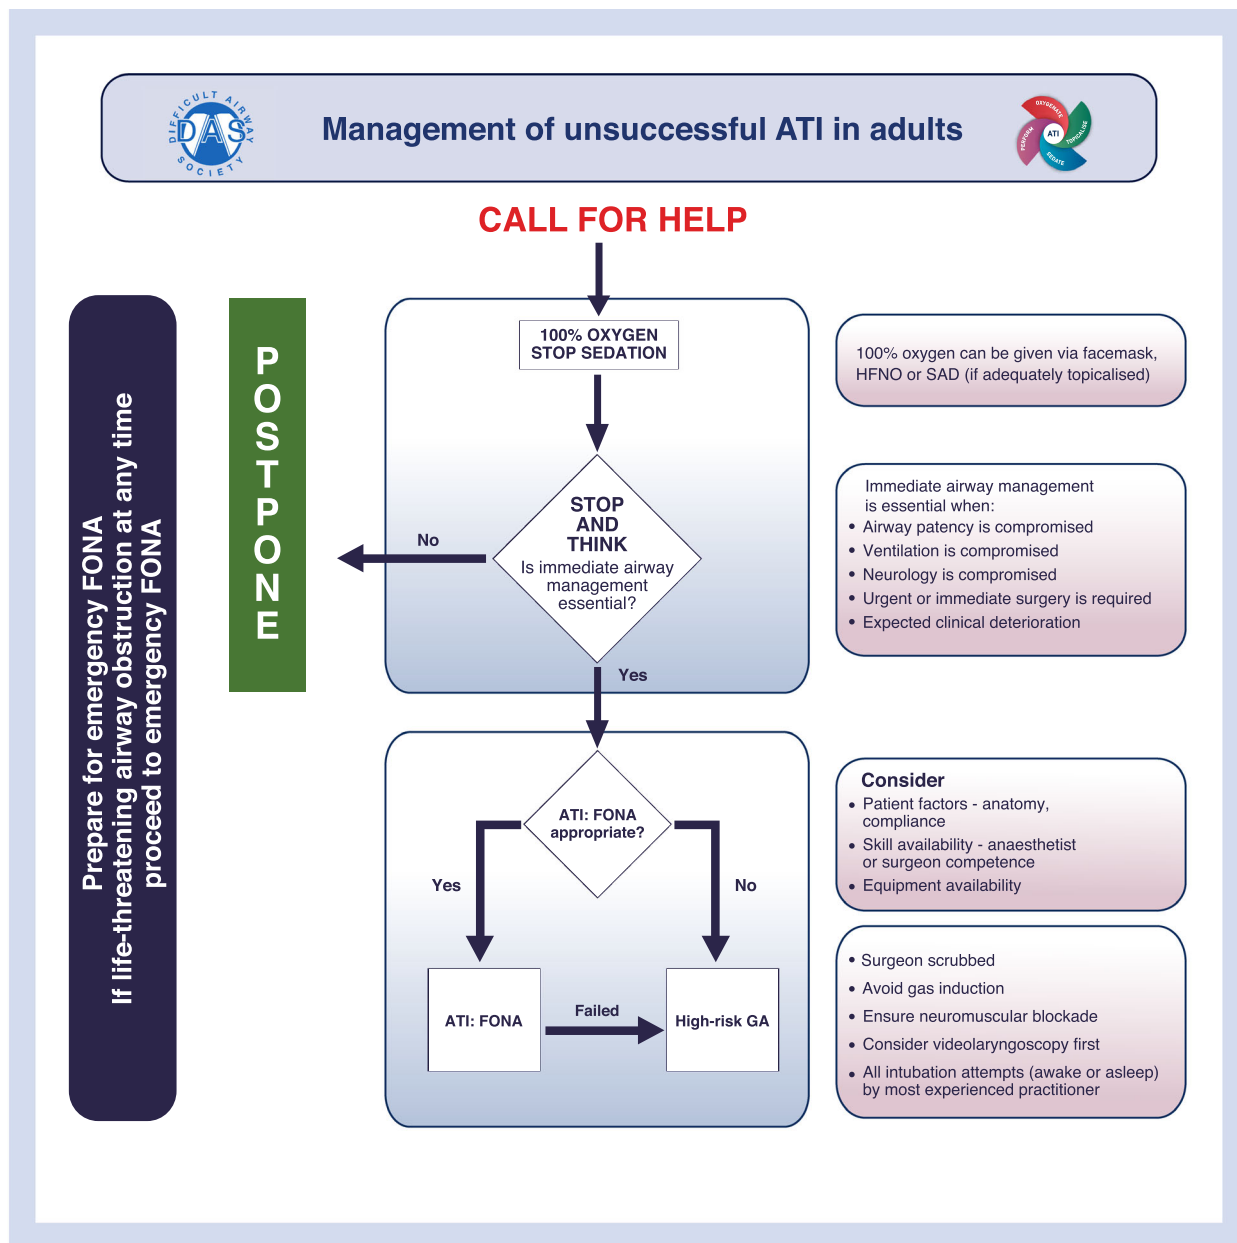 DIFFICULT AIRWAY
DAS
SOCIETY
Management of unsuccessful ATI in adults
OXYGENATE
TOPICALISE
SEDATE
PERFORM
ATI
CALL FOR HELP
Prepare for emergency FONA
If life-threatening airway obstruction at any time
proceed to emergency FONA
P
O
S
T
P
O
N
E
100% OXYGEN
STOP SEDATION
STOP
AND
THINK
Is immediate airway
management
essential?
No
Yes
100% oxygen can be given via facemask,
HFNO or SAD (if adequately topicalised)
Immediate airway management
is essential when:
• Airway patency is compromised
• Ventilation is compromised
• Neurology is compromised
• Urgent or immediate surgery is required
• Expected clinical deterioration
ATI: FONA
appropriate?
Yes
No
ATI: FONA
Failed
High-risk GA
Consider
• Patient factors - anatomy,
compliance
• Skill availability - anaesthetist
or surgeon competence
• Equipment availability
• Surgeon scrubbed
• Avoid gas induction
• Ensure neuromuscular blockade
• Consider videolaryngoscopy first
• All intubation attempts (awake or asleep)
by most experienced practitioner